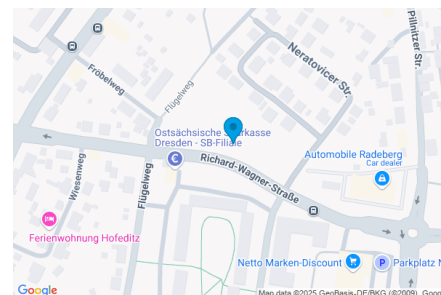 Pillnitzer Str.
Neratovicer Str.
Fröbelweg
Flügelweg
Ostsächsische Sparkasse
Dresden - SB-Filiale
Automobile Radeberg
Car dealer
Richard-Wagner-Straße
Wiesenweg
Flügelweg
Ferienwohnung Hofeditz
Netto Marken-Discount
P
Parkplatz N
Google
Map data ©2025 GeoBasis-DE/BKG (©2009), Goog